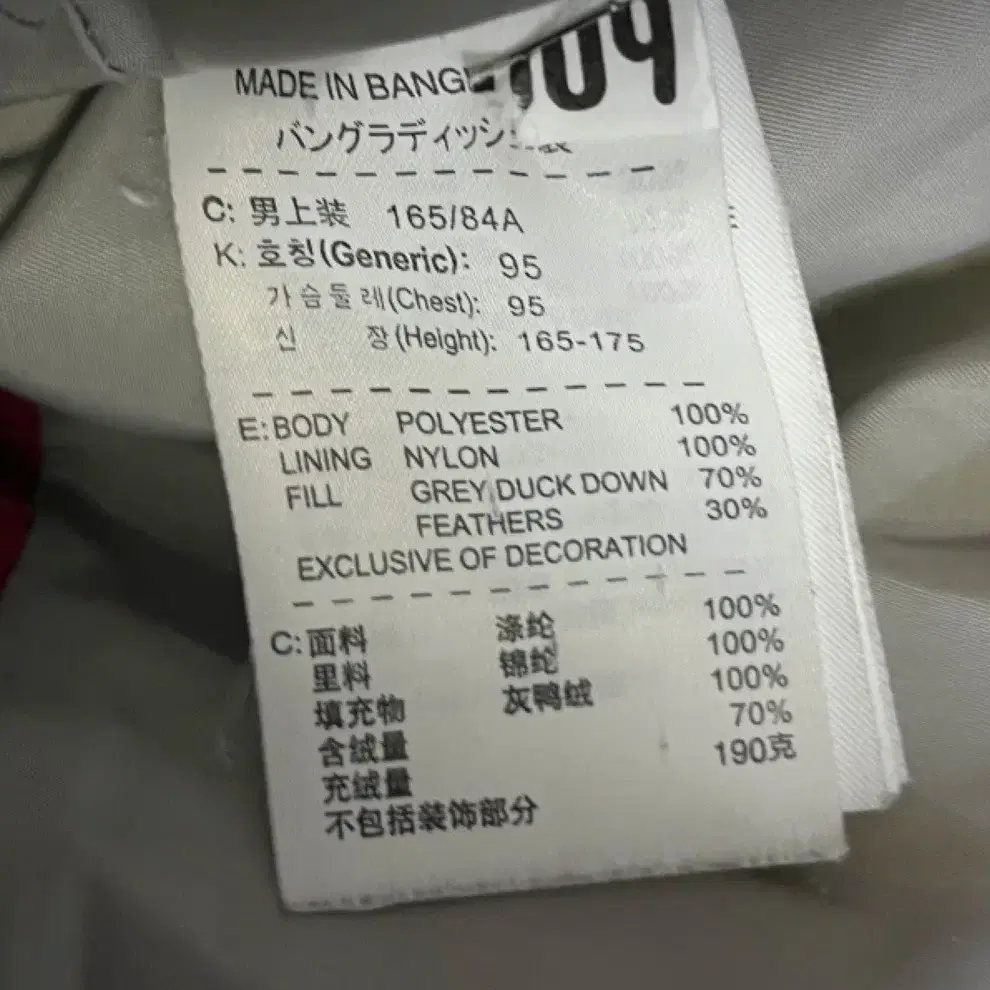 109
MADE IN BANGL
バングラディッシュ製
C: 男上装 165/84A
K: 호칭(Generic): 95
가슴둘레(Chest): 95
신 장(Height): 165-175
E: BODY POLYESTER 100%
LINING NYLON 100%
FILL GREY DUCK DOWN 70%
FEATHERS 30%
EXCLUSIVE OF DECORATION
C: 面料 涤纶 100%
里料 锦纶 100%
填充物 灰鸭绒 100%
含绒量 70%
充绒量 190克
不包括装饰部分